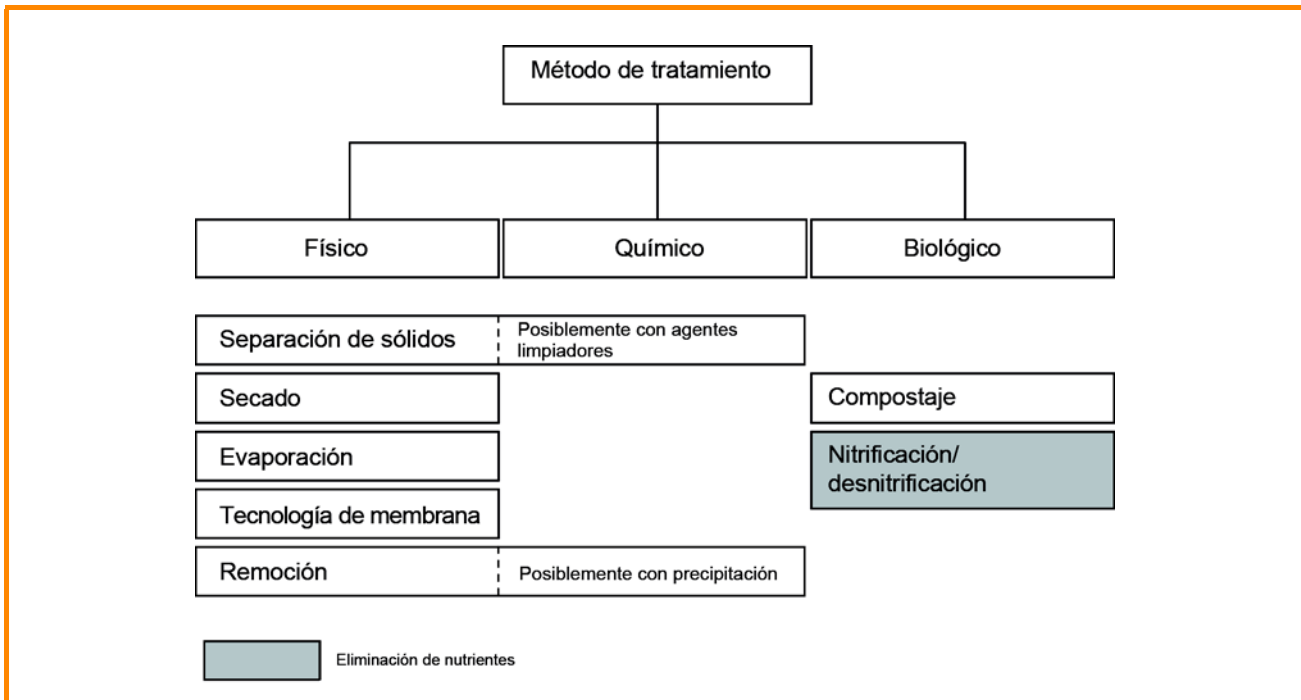 Método de tratamiento
Físico
Químico
Biológico
Separación de sólidos
Posiblemente con agentes
limpiadores
Secado
Compostaje
Evaporación
Nitrificación/
desnitrificación
Tecnología de membrana
Remoción
Posiblemente con precipitación
Eliminación de nutrientes